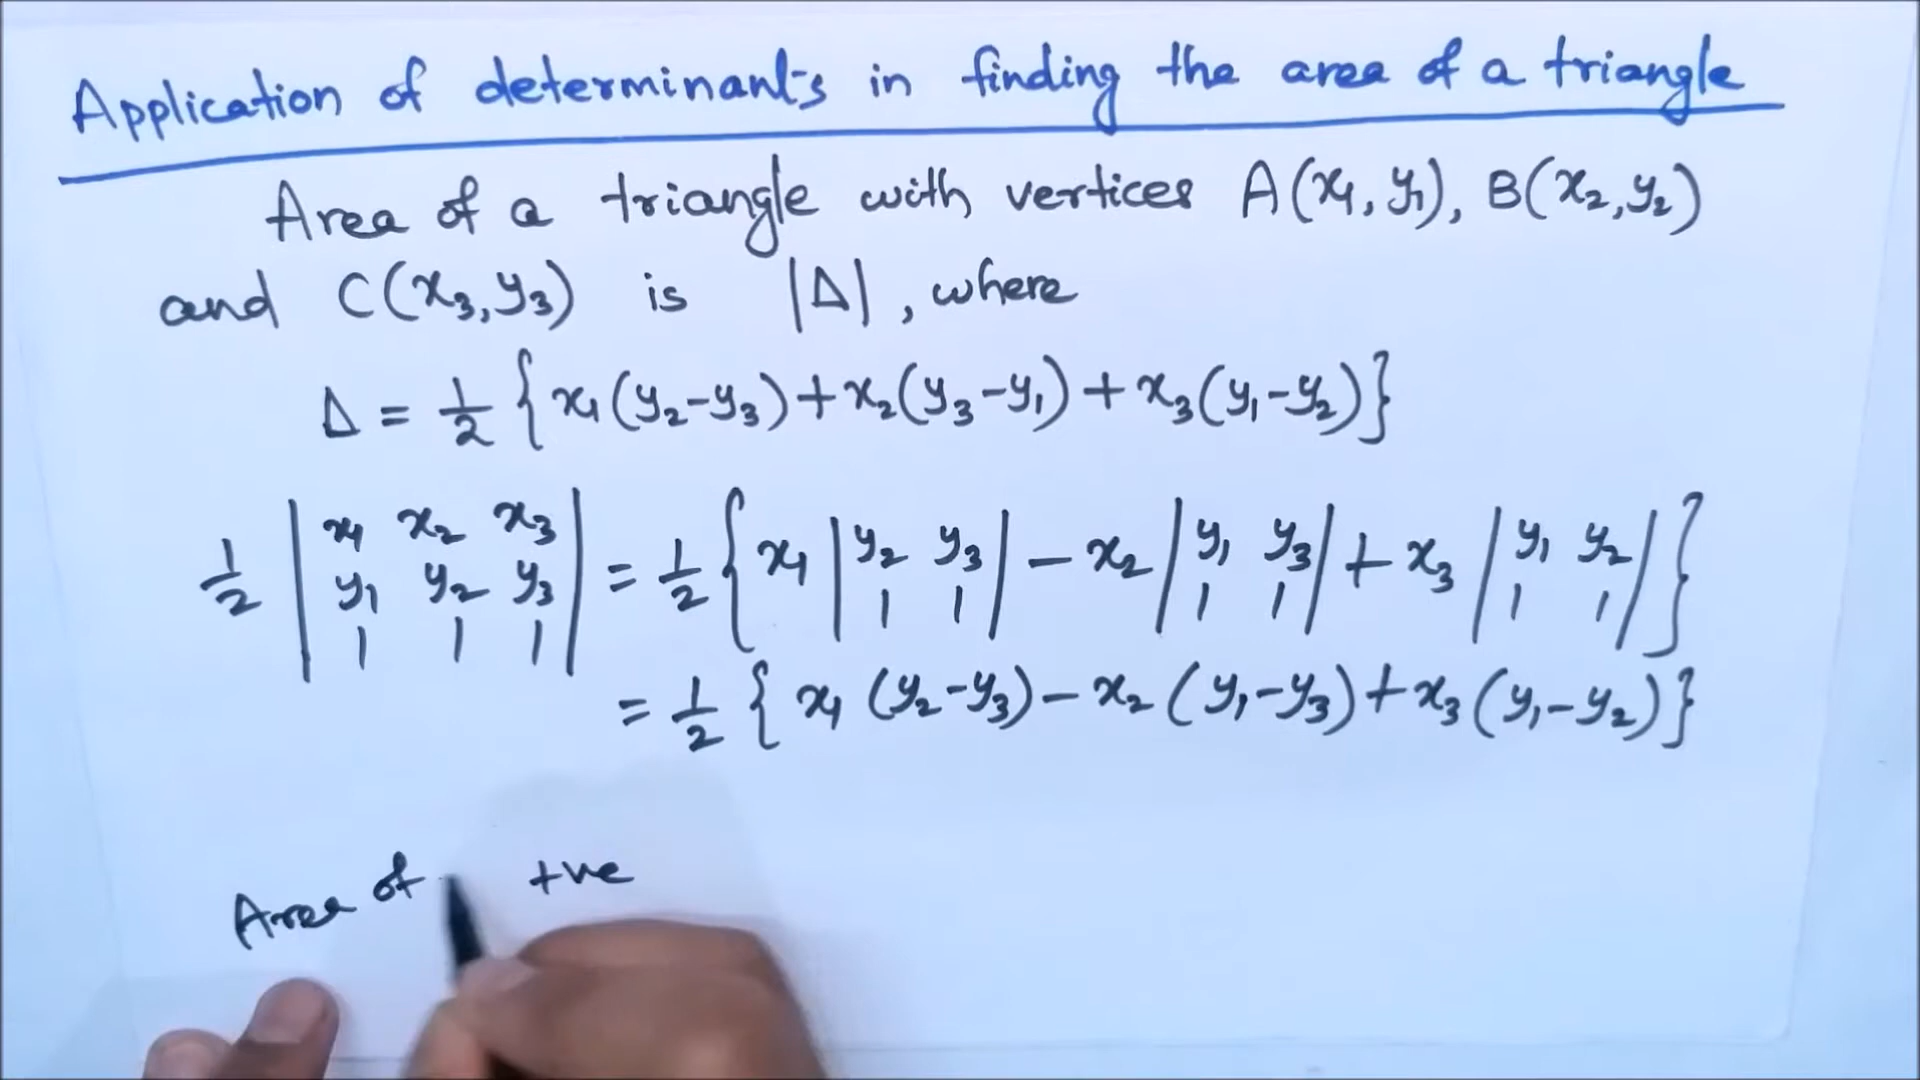 Application of determinants in finding the area of a triangle
Area of a triangle with vertices A(x₁, y₁), B(x₂, y₂)
and C(x₃, y₃) is |Δ|, where
Δ = 1/2 { x₁(y₂-y₃) + x₂(y₃-y₁) + x₃(y₁-y₂) }
1/2 | x₁ x₂ x₃ ; y₁ y₂ y₃ ; 1 1 1 | = 1/2 { x₁ | y₂ y₃ ; 1 1 | - x₂ | y₁ y₃ ; 1 1 | + x₃ | y₁ y₂ ; 1 1 | }
= 1/2 { x₁ (y₂-y₃) - x₂ (y₁-y₃) + x₃ (y₁-y₂) }
Area of +ve